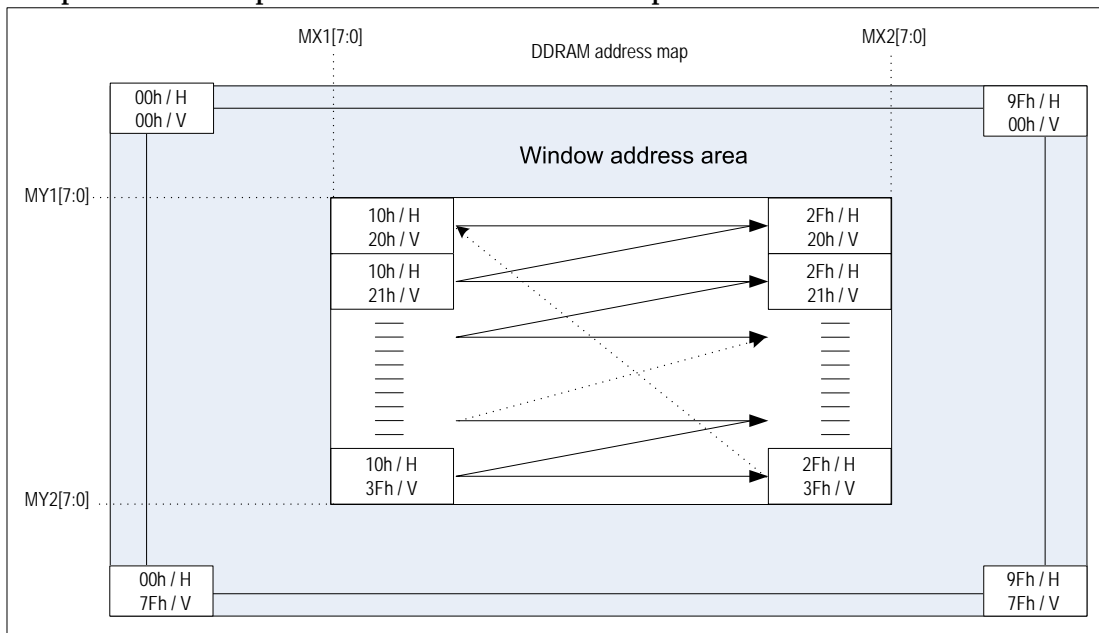 MX1[7:0]
MX2[7:0]
DDRAM address map
00h / H
00h / V
9Fh / H
00h / V
Window address area
MY1[7:0]
10h / H
20h / V
2Fh / H
20h / V
10h / H
21h / V
2Fh / H
21h / V
10h / H
3Fh / V
2Fh / H
3Fh / V
MY2[7:0]
00h / H
7Fh / V
9Fh / H
7Fh / V